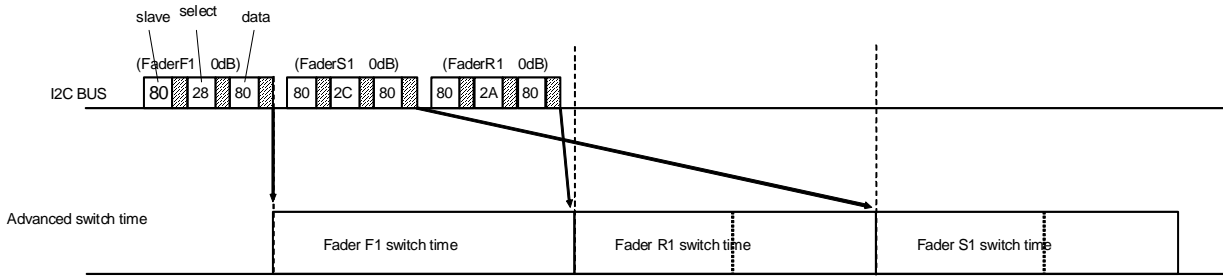 slave select data
(FaderF1 0dB) (FaderS1 0dB) (FaderR1 0dB)
I2C BUS 80 28 80 80 2C 80 80 2A 80
Advanced switch time
Fader F1 switch time Fader R1 switch time Fader S1 switch time